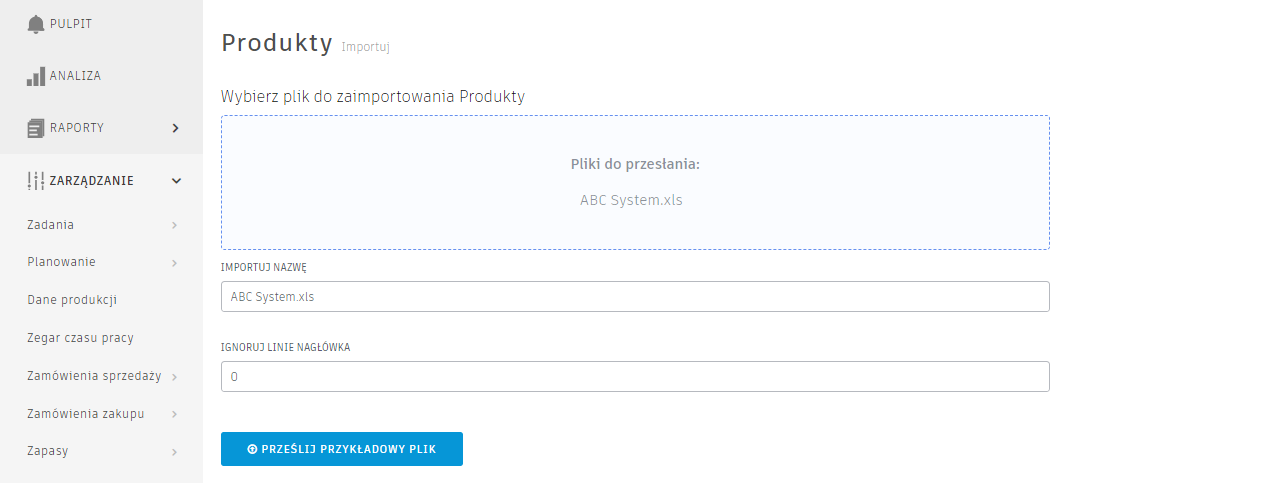 PULPIT
ANALIZA
RAPORTY
ZARZĄDZANIE
Zadania
Planowanie
Dane produkcji
Zegar czasu pracy
Zamówienia sprzedaży
Zamówienia zakupu
Zapasy
Produkty Importuj
Wybierz plik do zaimportowania Produkty
Pliki do przesłania:
ABC System.xls
IMPORTUJ NAZWĘ
ABC System.xls
IGNORUJ LINIE NAGŁÓWKA
0
PRZEŚLIJ PRZYKŁADOWY PLIK